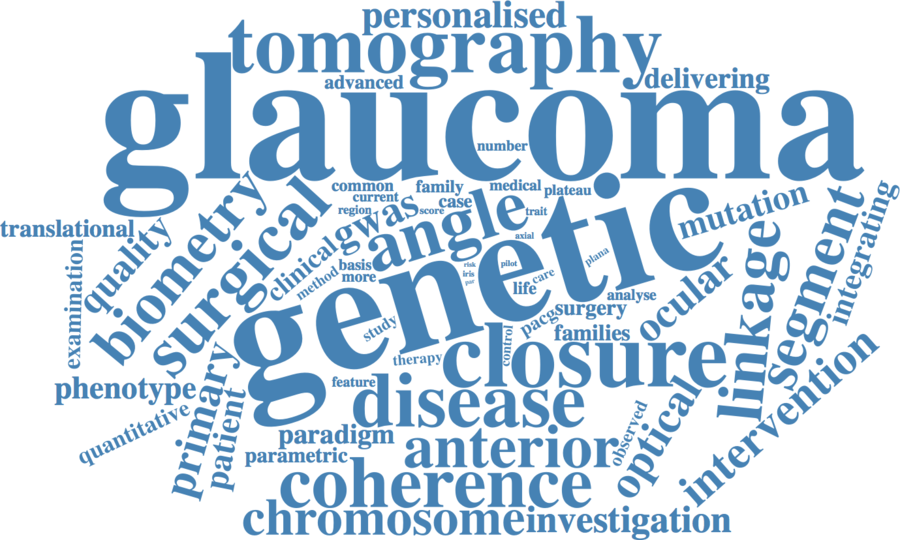 personalised
tomography
advanced
delivering
glaucoma
number
common
family
medical
plateau
current
case
region
score
trait
translational
quality
biometry
surgical
clinical
gwas
angle
axial
genetic
mutation
segment
integrating
examination
method
basis
more
risk
iris
par
pilot
plana
life
care
analyse
ocular
linkage
study
pacg
surgery
families
control
therapy
closure
phenotype
primary
patient
feature
disease
quantitative
paradigm
parametric
anterior
observed
optical
intervention
coherence
chromosome
investigation